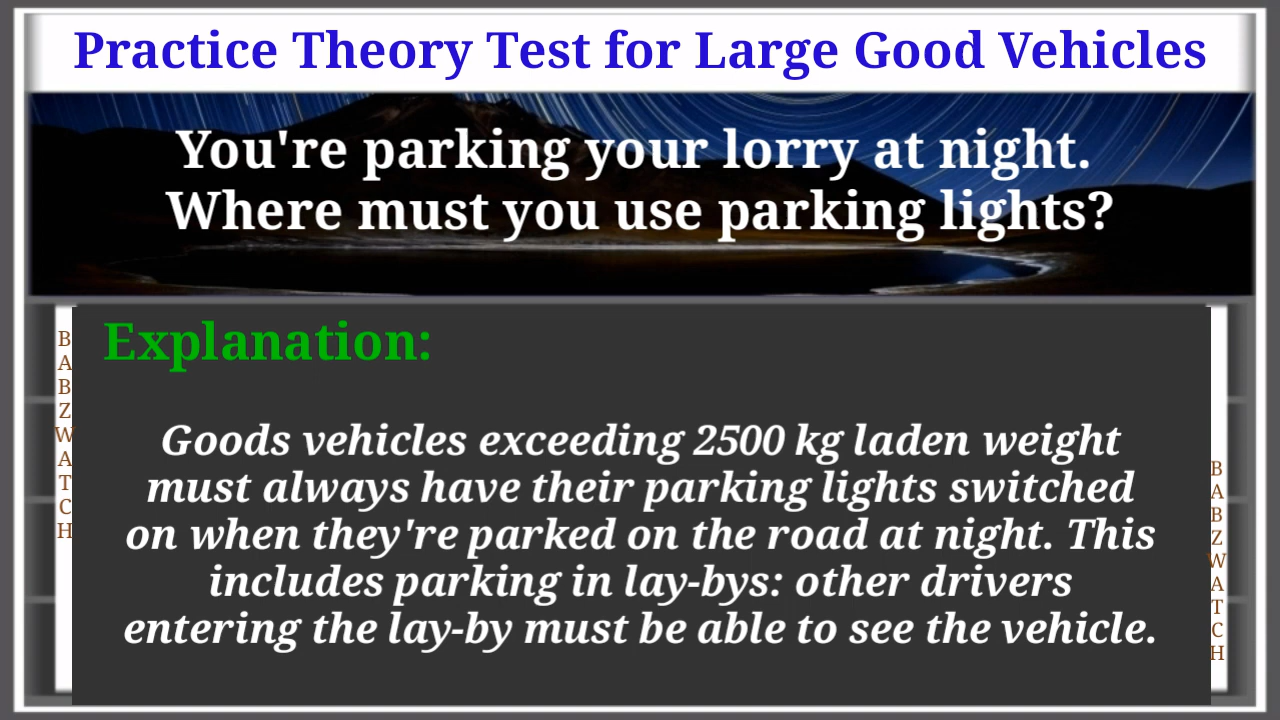 Practice Theory Test for Large Good Vehicles
You're parking your lorry at night.
Where must you use parking lights?
Explanation:
Goods vehicles exceeding 2500 kg laden weight
must always have their parking lights switched
on when they're parked on the road at night. This
includes parking in lay-bys: other drivers
entering the lay-by must be able to see the vehicle.
BABZWATCH
BABZWATCH